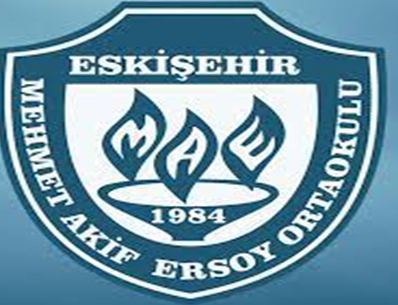 ESKİŞEHİR
MAE
1984
MEHMET AKİF ERSOY ORTAOKULU